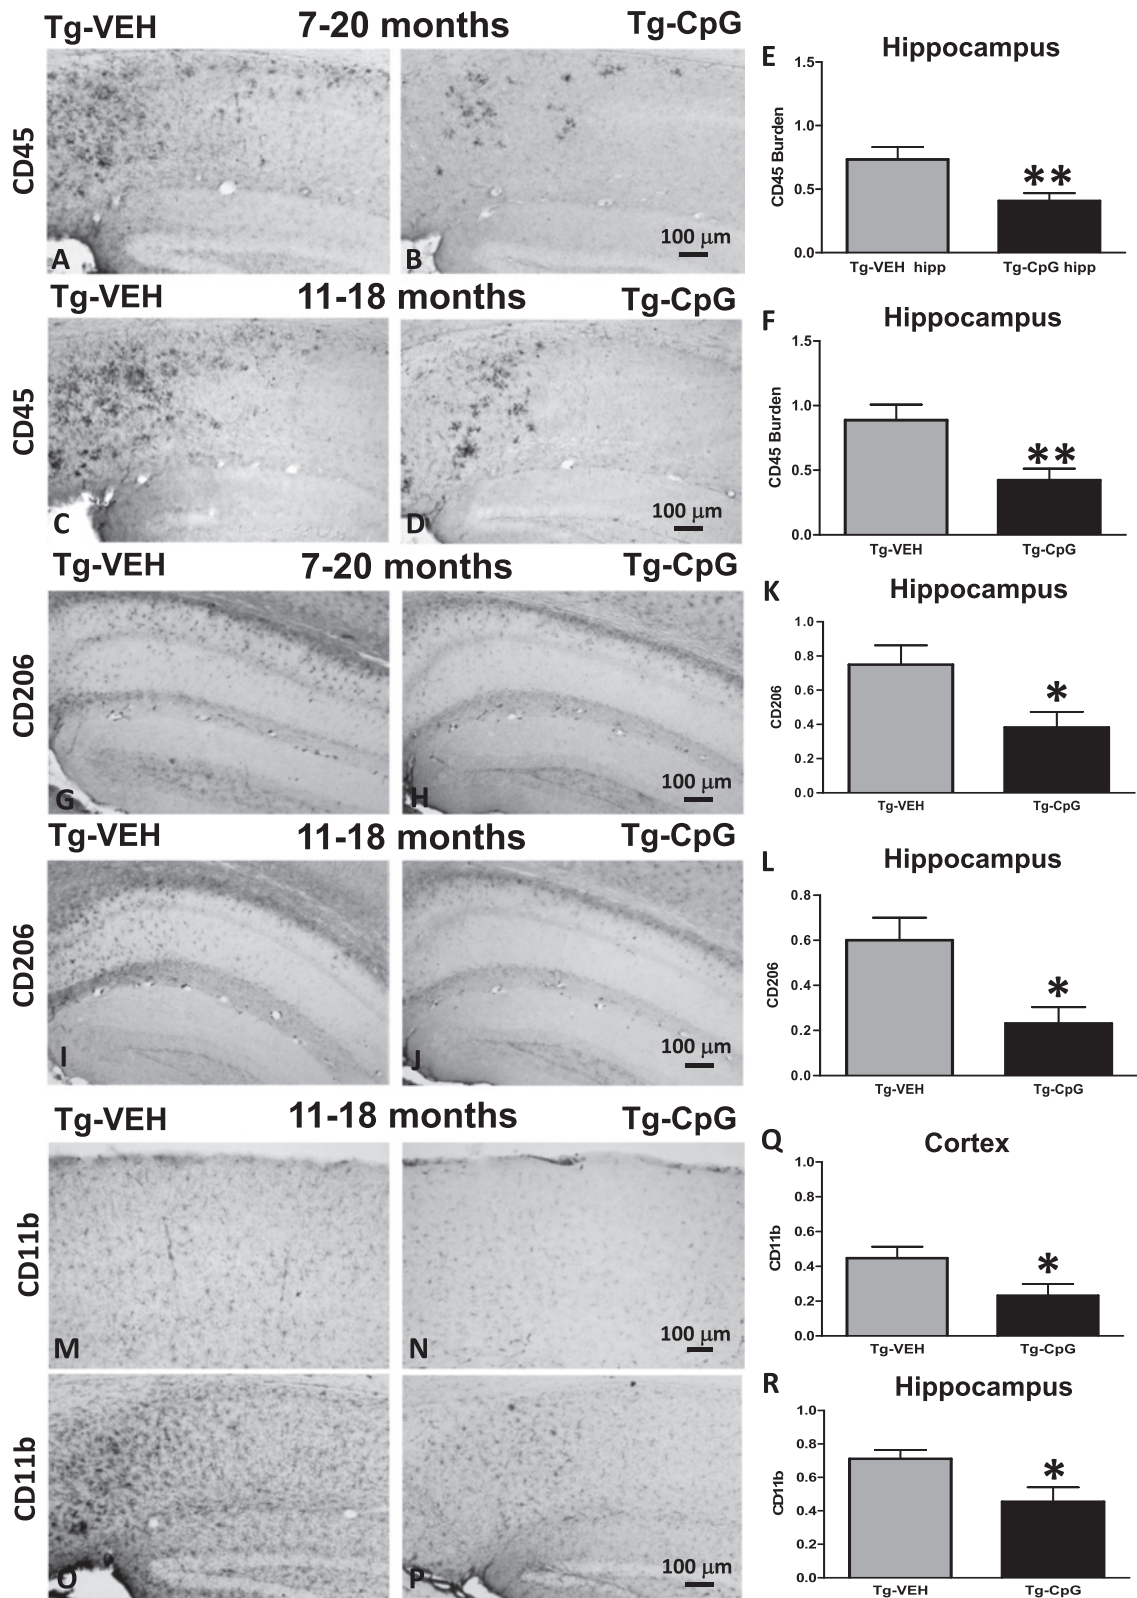 Tg-VEH 7-20 months Tg-CpG
CD45
A
B
100 µm
E
Hippocampus
CD45 Burden
1.5
1.0
0.5
0.0
**
Tg-VEH hipp Tg-CpG hipp
Tg-VEH 11-18 months Tg-CpG
CD45
C
D
100 µm
F
Hippocampus
CD45 Burden
1.5
1.0
0.5
0.0
**
Tg-VEH Tg-CpG
Tg-VEH 7-20 months Tg-CpG
CD206
G
H
100 µm
K
Hippocampus
CD206
1.0
0.8
0.6
0.4
0.2
0.0
*
Tg-VEH Tg-CpG
Tg-VEH 11-18 months Tg-CpG
CD206
I
J
100 µm
L
Hippocampus
CD206
0.8
0.6
0.4
0.2
0.0
*
Tg-VEH Tg-CpG
Tg-VEH 11-18 months Tg-CpG
CD11b
M
N
100 µm
Q
Cortex
CD11b
1.0
0.8
0.6
0.4
0.2
0.0
*
Tg-VEH Tg-CpG
CD11b
O
P
100 µm
R
Hippocampus
CD11b
1.0
0.8
0.6
0.4
0.2
0.0
*
Tg-VEH Tg-CpG